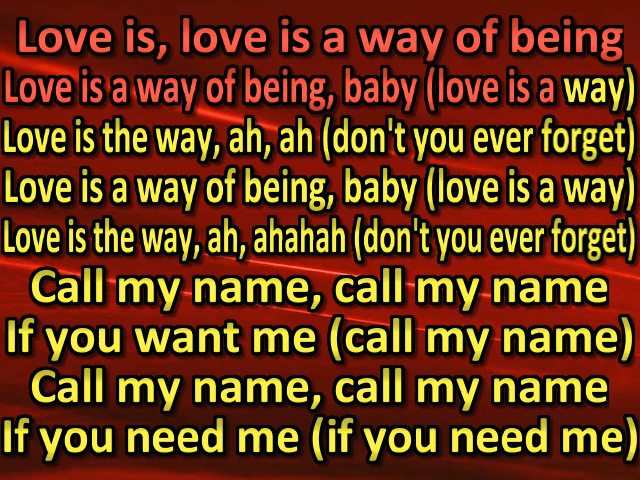 Love is, love is a way of being
Love is a way of being, baby (love is a way)
Love is the way, ah, ah (don't you ever forget)
Love is a way of being, baby (love is a way)
Love is the way, ah, ahahah (don't you ever forget)
Call my name, call my name
If you want me (call my name)
Call my name, call my name
If you need me (if you need me)